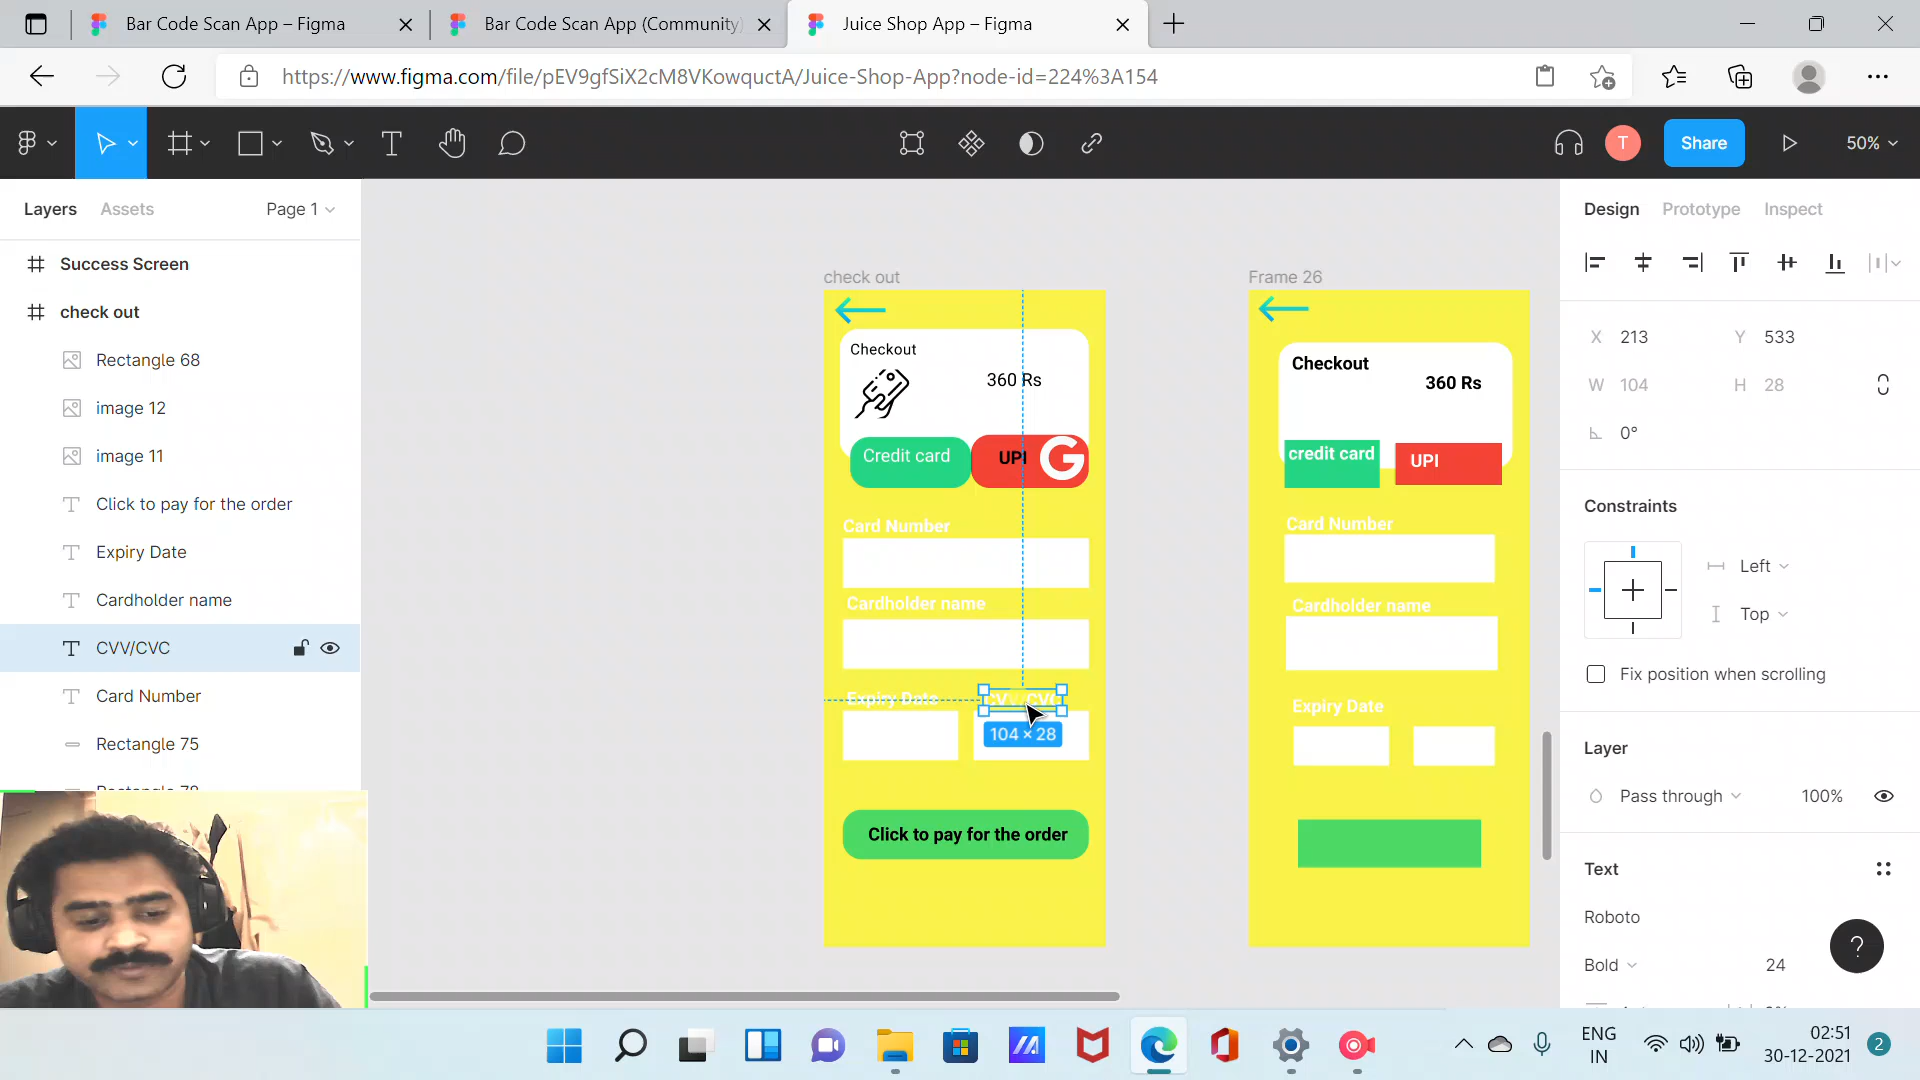 Bar Code Scan App – Figma
Bar Code Scan App (Community)
Juice Shop App – Figma
https://www.figma.com/file/pEV9gfSiX2cM8VKowquctA/Juice-Shop-App?node-id=224%3A154
T
Share
50%
Layers
Assets
Page 1
Success Screen
check out
Rectangle 68
image 12
image 11
Click to pay for the order
Expiry Date
Cardholder name
CVV/CVC
Card Number
Rectangle 75
check out
Checkout
360 Rs
Credit card
UPI
G
Card Number
Cardholder name
Expiry Date
104 × 28
Click to pay for the order
Frame 26
Checkout
360 Rs
credit card
UPI
Card Number
Cardholder name
Expiry Date
Design
Prototype
Inspect
X 213
Y 533
W 104
H 28
0°
Constraints
Left
Top
Fix position when scrolling
Layer
Pass through
100%
Text
Roboto
Bold
24
?
ENG
IN
02:51
30-12-2021
2